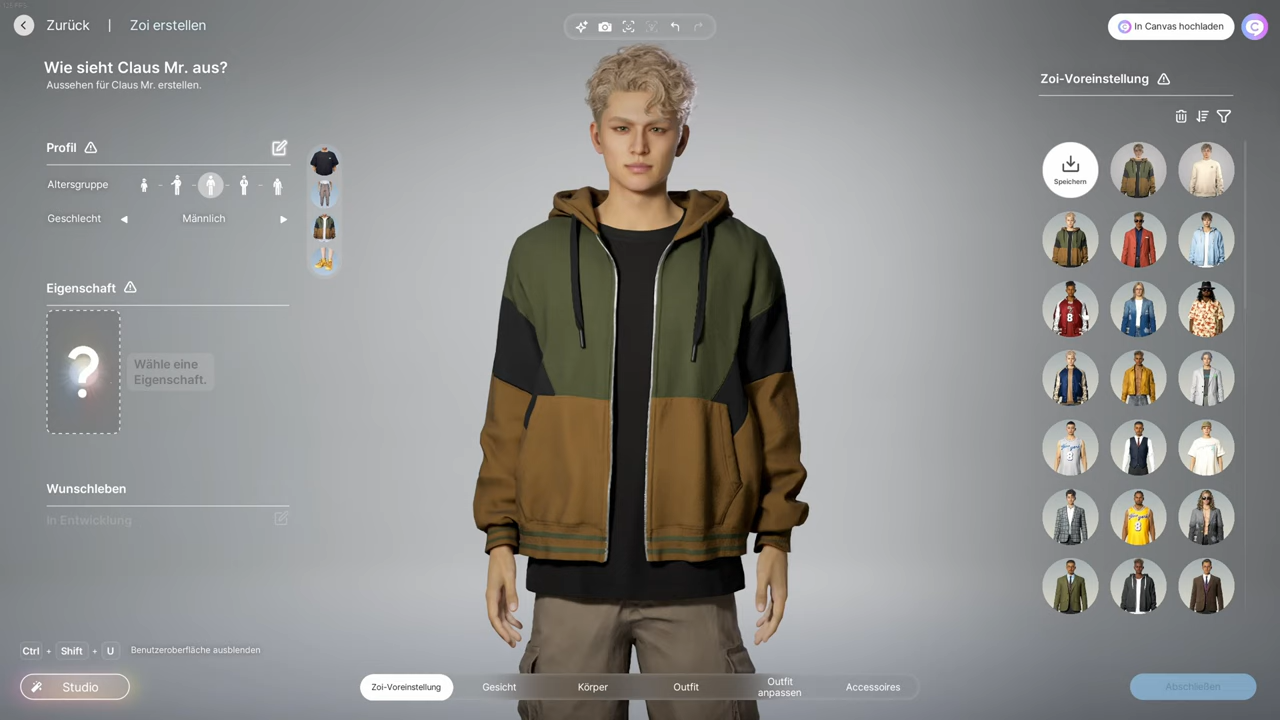 Zurück | Zoi erstellen
In Canvas hochladen
Wie sieht Claus Mr. aus?
Aussehen für Claus Mr. erstellen.
Zoi-Voreinstellung
Profil
Altersgruppe
Geschlecht
Männlich
Speichern
Eigenschaft
?
Wähle eine
Eigenschaft.
Wunschleben
In Entwicklung
Ctrl + Shift + U Benutzeroberfläche ausblenden
Studio
Zoi-Voreinstellung
Gesicht
Körper
Outfit
Outfit
anpassen
Accessoires
Abschließen